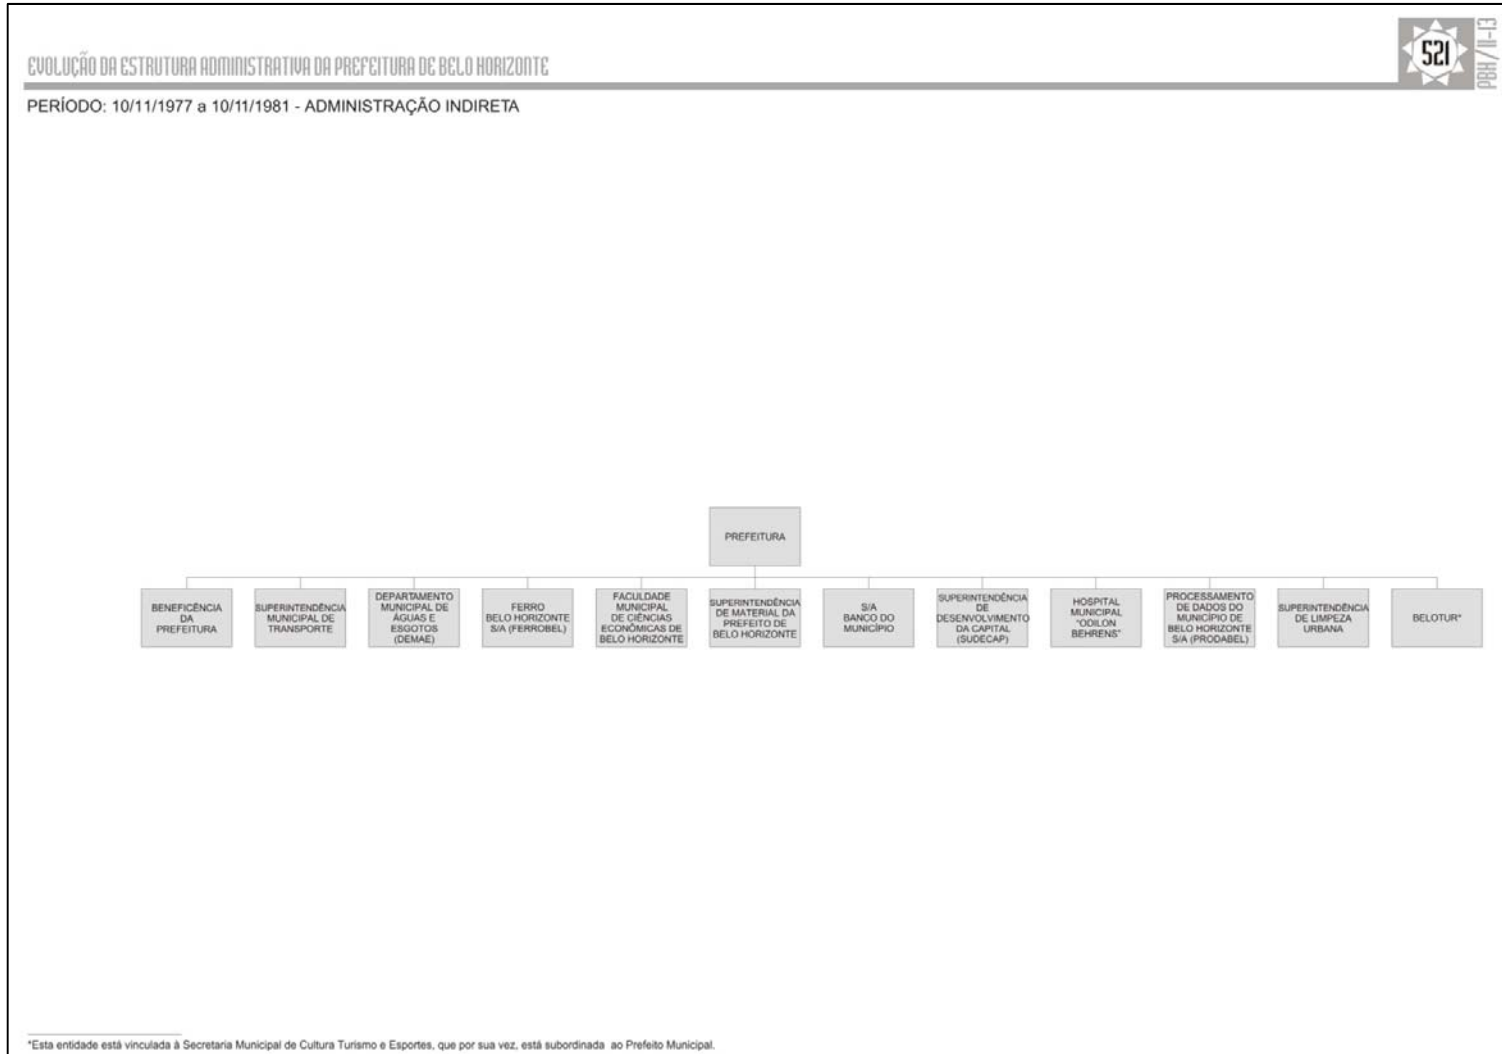 EVOLUÇÃO DA ESTRUTURA ADMINISTRATIVA DA PREFEITURA DE BELO HORIZONTE
521
PBH / II-13
PERÍODO: 10/11/1977 a 10/11/1981 - ADMINISTRAÇÃO INDIRETA
PREFEITURA
BENEFICÊNCIA
DA
PREFEITURA
SUPERINTENDÊNCIA
MUNICIPAL DE
TRANSPORTE
DEPARTAMENTO
MUNICIPAL DE
ÁGUAS E
ESGOTOS
(DEMAE)
FERRO
BELO HORIZONTE
S/A (FERROBEL)
FACULDADE
MUNICIPAL
DE CIÊNCIAS
ECONÔMICAS DE
BELO HORIZONTE
SUPERINTENDÊNCIA
DE MATERIAL DA
PREFEITO DE
BELO HORIZONTE
S/A
BANCO DO
MUNICÍPIO
SUPERINTENDÊNCIA
DE
DESENVOLVIMENTO
DA CAPITAL
(SUDECAP)
HOSPITAL
MUNICIPAL
"ODILON
BEHRENS"
PROCESSAMENTO
DE DADOS DO
MUNICÍPIO DE
BELO HORIZONTE
S/A (PRODABEL)
SUPERINTENDÊNCIA
DE LIMPEZA
URBANA
BELOTUR*
*Esta entidade está vinculada à Secretaria Municipal de Cultura Turismo e Esportes, que por sua vez, está subordinada ao Prefeito Municipal.